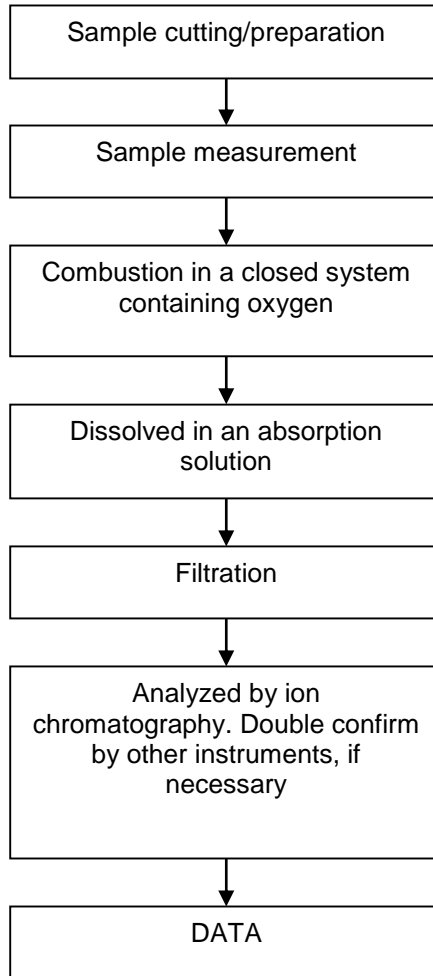 Sample cutting/preparation
Sample measurement
Combustion in a closed system
containing oxygen
Dissolved in an absorption
solution
Filtration
Analyzed by ion
chromatography. Double confirm
by other instruments, if
necessary
DATA